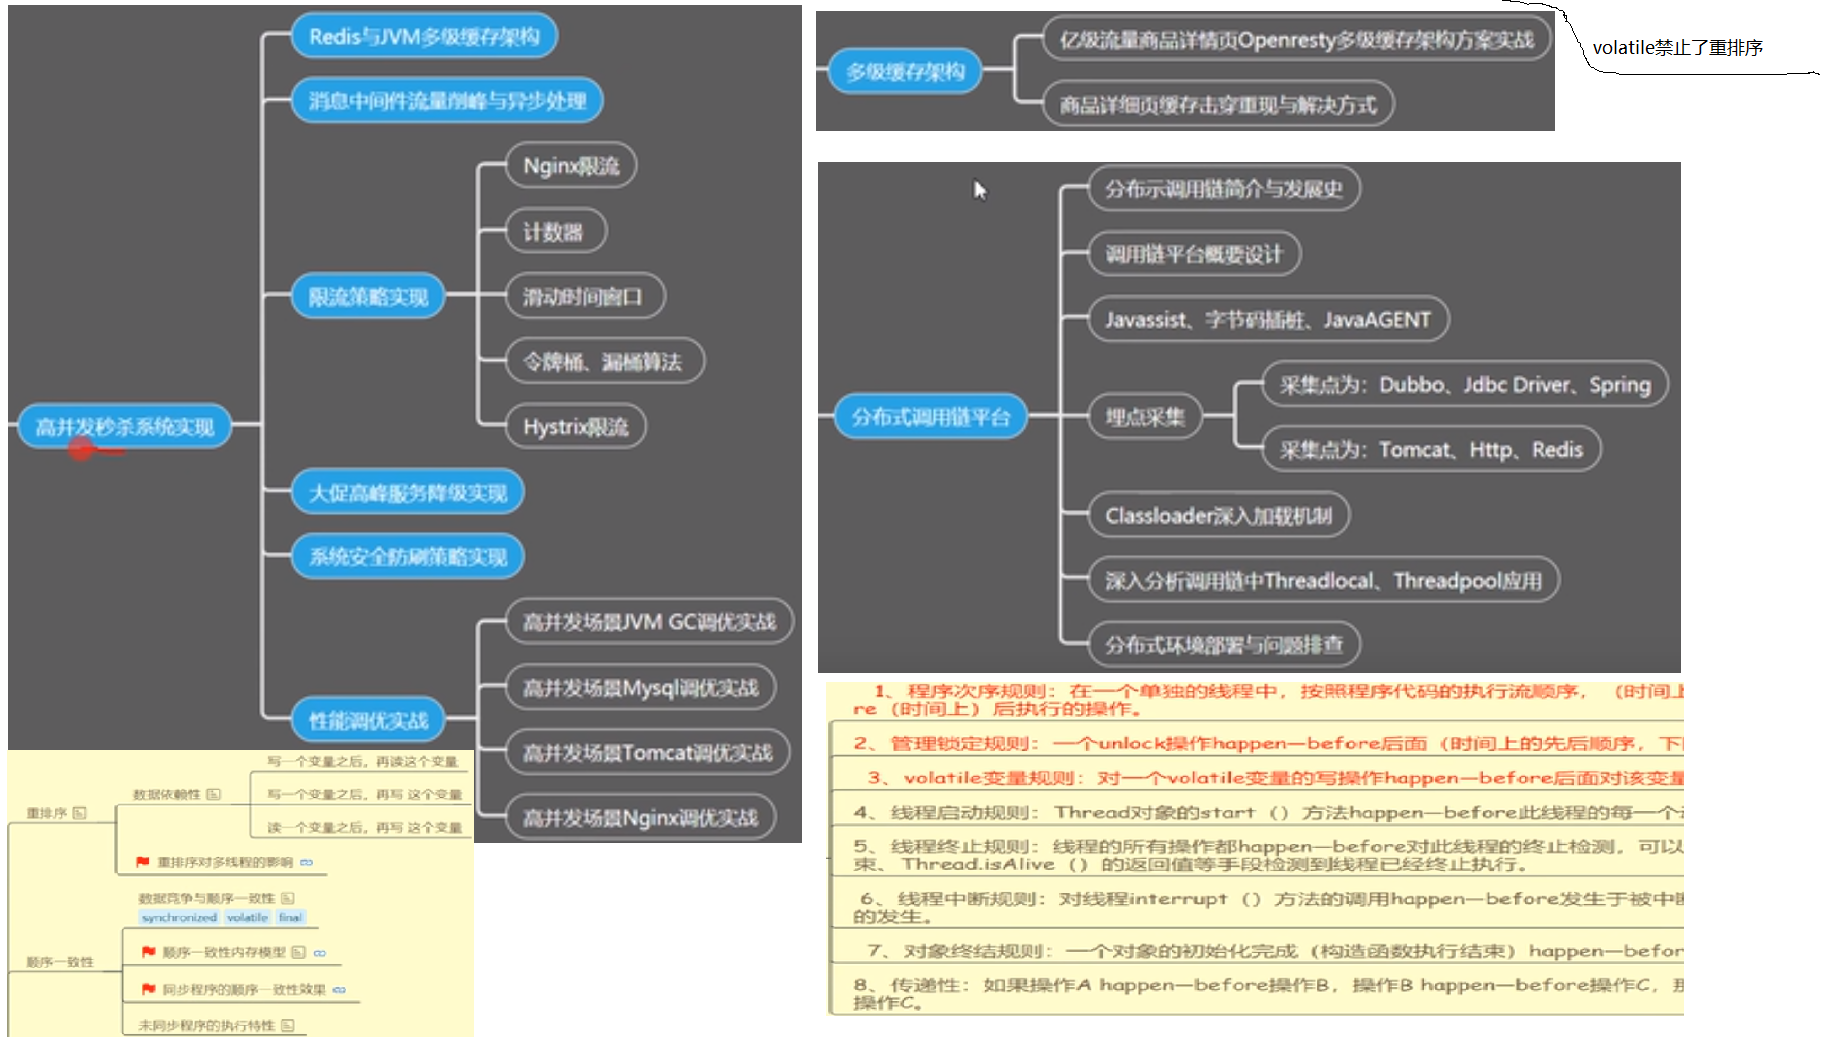 Redis与JVM多级缓存架构
消息中间件流量削峰与异步处理
Nginx限流
计数器
限流策略实现
滑动时间窗口
令牌桶、漏桶算法
Hystrix限流
高并发秒杀系统实现
大促高峰服务降级实现
系统安全防刷策略实现
高并发场景JVM GC调优实战
高并发场景Mysql调优实战
性能调优实战
高并发场景Tomcat调优实战
高并发场景Nginx调优实战
亿级流量商品详情页Openresty多级缓存架构方案实战
多级缓存架构
商品详细页缓存击穿重现与解决方式
volatile禁止了重排序
分布示调用链简介与发展史
调用链平台概要设计
Javassist、字节码插桩、JavaAGENT
采集点为：Dubbo、Jdbc Driver、Spring
分布式调用链平台
埋点采集
采集点为：Tomcat、Http、Redis
Classloader深入加载机制
深入分析调用链中Threadlocal、Threadpool应用
分布式环境部署与问题排查
写一个变量之后，再读这个变量
数据依赖性
写一个变量之后，再写 这个变量
重排序
读一个变量之后，再写 这个变量
重排序对多线程的影响
数据竞争与顺序一致性
synchronized volatile final
顺序一致性内存模型
顺序一致性
同步程序的顺序一致性效果
未同步程序的执行特性
1、程序次序规则：在一个单独的线程中，按照程序代码的执行流顺序，（时间上
re（时间上）后执行的操作。
2、管理锁定规则：一个unlock操作happen—before后面（时间上的先后顺序，下
3、volatile变量规则：对一个volatile变量的写操作happen—before后面对该变量
4、线程启动规则：Thread对象的start（）方法happen—before此线程的每一个
5、线程终止规则：线程的所有操作都happen—before对此线程的终止检测，可以
束、Thread.isAlive（）的返回值等手段检测到线程已经终止执行。
6、线程中断规则：对线程interrupt（）方法的调用happen—before发生于被中断
的发生。
7、对象终结规则：一个对象的初始化完成（构造函数执行结束）happen—befor
8、传递性：如果操作A happen—before操作B，操作B happen—before操作C，
操作C。